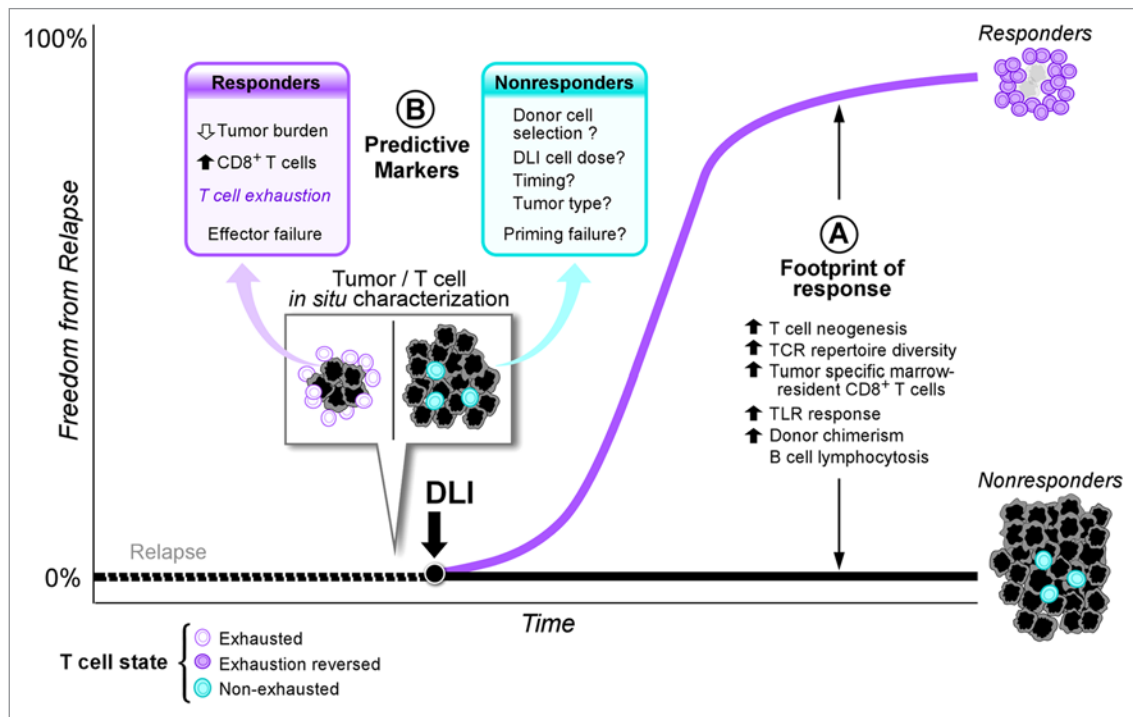 100%
Freedom from Relapse
0%
Responders
⇩ Tumor burden
⬆ CD8⁺ T cells
T cell exhaustion
Effector failure
B
Predictive
Markers
Nonresponders
Donor cell
selection ?
DLI cell dose?
Timing?
Tumor type?
Priming failure?
Tumor / T cell
in situ characterization
DLI
Relapse
Time
Responders
A
Footprint of
response
⬆ T cell neogenesis
⬆ TCR repertoire diversity
⬆ Tumor specific marrow-
resident CD8⁺ T cells
⬆ TLR response
⬆ Donor chimerism
B cell lymphocytosis
Nonresponders
T cell state
Exhausted
Exhaustion reversed
Non-exhausted